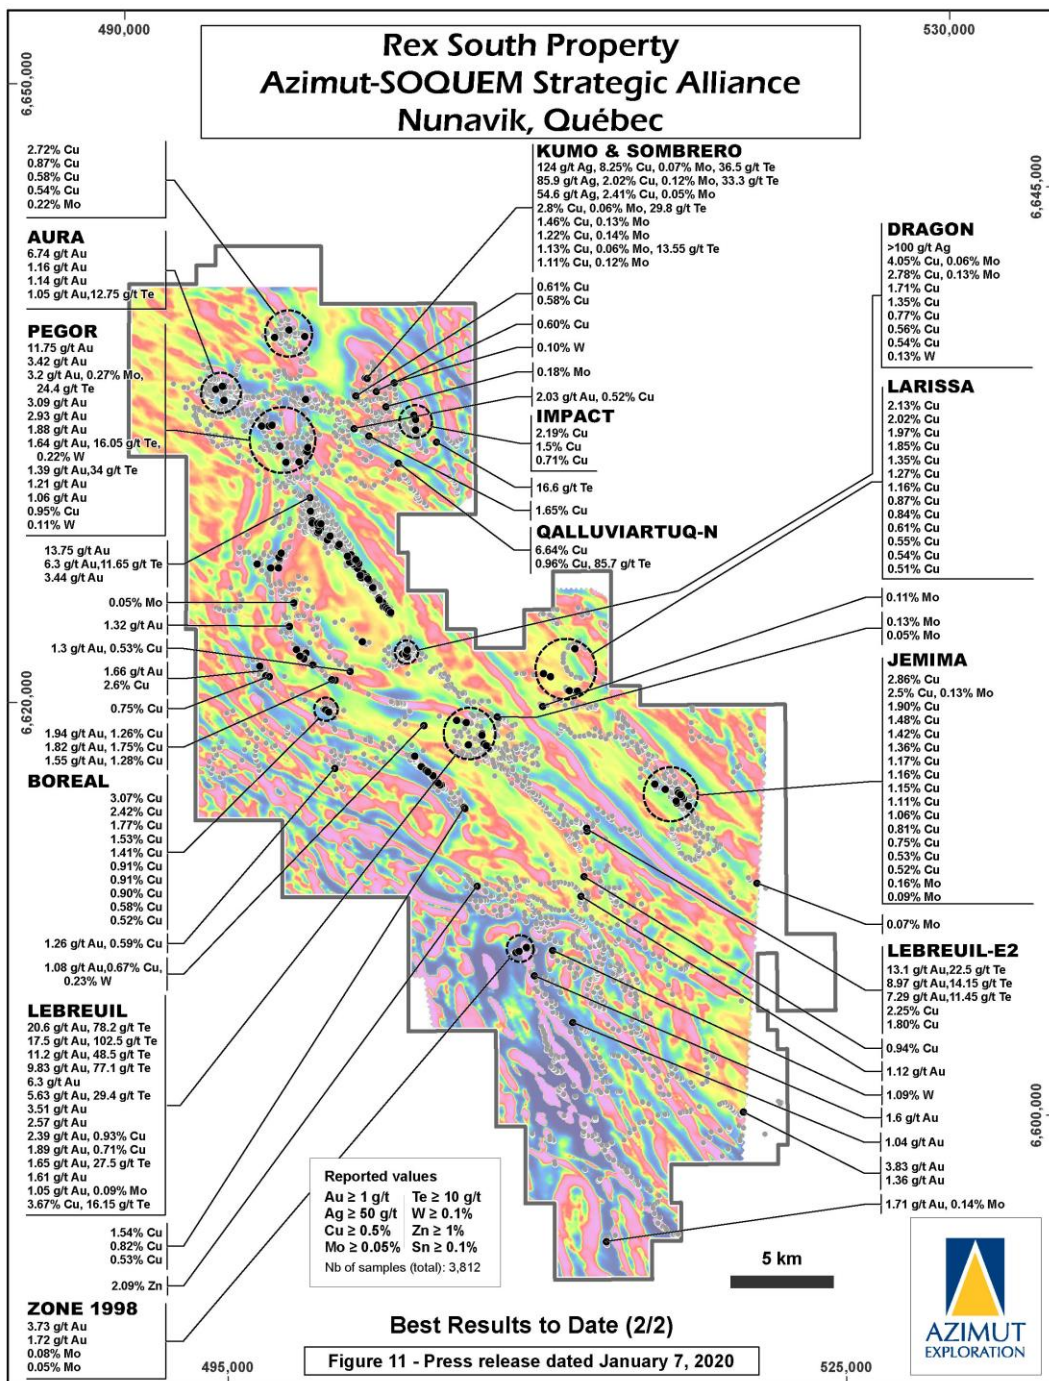 490,000
530,000
Rex South Property
Azimut-SOQUEM Strategic Alliance
Nunavik, Québec
6,650,000
6,645,000
6,620,000
6,600,000
2.72% Cu
0.87% Cu
0.58% Cu
0.54% Cu
0.22% Mo
AURA
6.74 g/t Au
1.16 g/t Au
1.14 g/t Au
1.05 g/t Au,12.75 g/t Te
PEGOR
11.75 g/t Au
3.42 g/t Au
3.2 g/t Au, 0.27% Mo,
24.4 g/t Te
3.09 g/t Au
2.93 g/t Au
1.88 g/t Au
1.64 g/t Au, 16.05 g/t Te,
0.22% W
1.39 g/t Au,34 g/t Te
1.21 g/t Au
1.06 g/t Au
0.95% Cu
0.11% W
13.75 g/t Au
6.3 g/t Au,11.65 g/t Te
3.44 g/t Au
0.05% Mo
1.32 g/t Au
1.3 g/t Au, 0.53% Cu
1.66 g/t Au
2.6% Cu
0.75% Cu
1.94 g/t Au, 1.26% Cu
1.82 g/t Au, 1.75% Cu
1.55 g/t Au, 1.28% Cu
BOREAL
3.07% Cu
2.42% Cu
1.77% Cu
1.53% Cu
1.41% Cu
0.91% Cu
0.91% Cu
0.90% Cu
0.58% Cu
0.52% Cu
1.26 g/t Au, 0.59% Cu
1.08 g/t Au,0.67% Cu,
0.23% W
LEBREUIL
20.6 g/t Au, 78.2 g/t Te
17.5 g/t Au, 102.5 g/t Te
11.2 g/t Au, 48.5 g/t Te
9.83 g/t Au, 77.1 g/t Te
6.3 g/t Au
5.63 g/t Au, 29.4 g/t Te
3.51 g/t Au
2.57 g/t Au
2.39 g/t Au, 0.93% Cu
1.89 g/t Au, 0.71% Cu
1.65 g/t Au, 27.5 g/t Te
1.61 g/t Au
1.05 g/t Au, 0.09% Mo
3.67% Cu, 16.15 g/t Te
1.54% Cu
0.82% Cu
0.53% Cu
2.09% Zn
ZONE 1998
3.73 g/t Au
1.72 g/t Au
0.08% Mo
0.05% Mo
KUMO & SOMBRERO
124 g/t Ag, 8.25% Cu, 0.07% Mo, 36.5 g/t Te
85.9 g/t Ag, 2.02% Cu, 0.12% Mo, 33.3 g/t Te
54.6 g/t Ag, 2.41% Cu, 0.05% Mo
2.8% Cu, 0.06% Mo, 29.8 g/t Te
1.46% Cu, 0.13% Mo
1.22% Cu, 0.14% Mo
1.13% Cu, 0.06% Mo, 13.55 g/t Te
1.11% Cu, 0.12% Mo
0.61% Cu
0.58% Cu
0.60% Cu
0.10% W
0.18% Mo
2.03 g/t Au, 0.52% Cu
IMPACT
2.19% Cu
1.5% Cu
0.71% Cu
16.6 g/t Te
1.65% Cu
QALLUVIARTUQ-N
6.64% Cu
0.96% Cu, 85.7 g/t Te
DRAGON
>100 g/t Ag
4.05% Cu, 0.06% Mo
2.78% Cu, 0.13% Mo
1.71% Cu
1.35% Cu
0.77% Cu
0.56% Cu
0.54% Cu
0.13% W
LARISSA
2.13% Cu
2.02% Cu
1.97% Cu
1.85% Cu
1.35% Cu
1.27% Cu
1.16% Cu
0.87% Cu
0.84% Cu
0.61% Cu
0.55% Cu
0.54% Cu
0.51% Cu
0.11% Mo
0.13% Mo
0.05% Mo
JEMIMA
2.86% Cu
2.5% Cu, 0.13% Mo
1.90% Cu
1.48% Cu
1.42% Cu
1.36% Cu
1.17% Cu
1.16% Cu
1.15% Cu
1.11% Cu
1.06% Cu
0.81% Cu
0.75% Cu
0.53% Cu
0.52% Cu
0.16% Mo
0.09% Mo
0.07% Mo
LEBREUIL-E2
13.1 g/t Au,22.5 g/t Te
8.97 g/t Au,14.15 g/t Te
7.29 g/t Au,11.45 g/t Te
2.25% Cu
1.80% Cu
0.94% Cu
1.12 g/t Au
1.09% W
1.6 g/t Au
1.04 g/t Au
3.83 g/t Au
1.36 g/t Au
1.71 g/t Au, 0.14% Mo
Reported values
Au ≥ 1 g/t Te ≥ 10 g/t
Ag ≥ 50 g/t W ≥ 0.1%
Cu ≥ 0.5% Zn ≥ 1%
Mo ≥ 0.05% Sn ≥ 0.1%
Nb of samples (total): 3,812
5 km
Best Results to Date (2/2)
Figure 11 - Press release dated January 7, 2020
AZIMUT
EXPLORATION
495,000
525,000